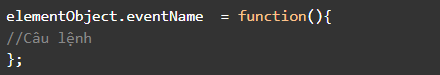 elementObject.eventName  = function(){
//Câu lệnh
};